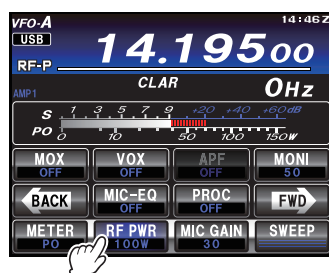 VFO-A 14:46Z
USB
14.19500
RF-P
CLAR 0Hz
AMP1
S 1 3 5 7 9 +20 +40 +60dB
PO 0 10 50 100 150W
MOX OFF VOX OFF APF OFF MONI 50
BACK MIC-EQ OFF PROC OFF FWD
METER PO RF PWR 100W MIC GAIN 30 SWEEP